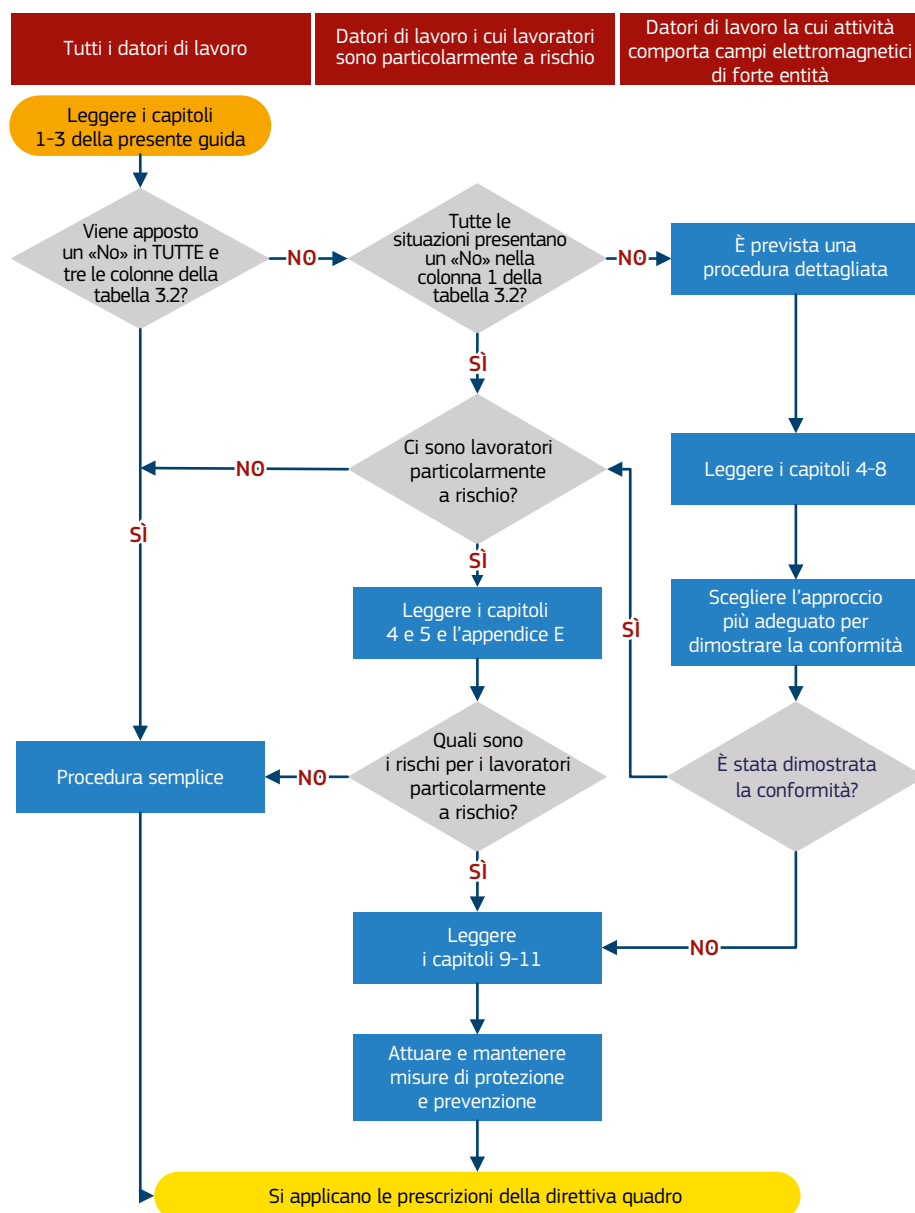 Tutti i datori di lavoro
Datori di lavoro i cui lavoratori
sono particolarmente a rischio
Datori di lavoro la cui attività
comporta campi elettromagnetici
di forte entità
Leggere i capitoli
1-3 della presente guida
Viene apposto
un «No» in TUTTE e
tre le colonne della
tabella 3.2?
NO
Tutte le
situazioni presentano
un «No» nella
colonna 1 della
tabella 3.2?
NO
È prevista una
procedura dettagliata
SÌ
Ci sono lavoratori
particolarmente
a rischio?
NO
Leggere i capitoli 4-8
SÌ
SÌ
Leggere i capitoli
4 e 5 e l'appendice E
SÌ
Scegliere l'approccio
più adeguato per
dimostrare la conformità
Quali sono
i rischi per i lavoratori
particolarmente
a rischio?
NO
Procedura semplice
È stata dimostrata
la conformità?
SÌ
Leggere
i capitoli 9-11
NO
Attuare e mantenere
misure di protezione
e prevenzione
Si applicano le prescrizioni della direttiva quadro